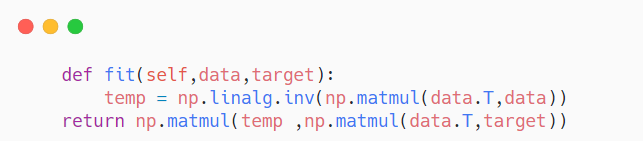 def fit(self,data,target):
    temp = np.linalg.inv(np.matmul(data.T,data))
return np.matmul(temp ,np.matmul(data.T,target))